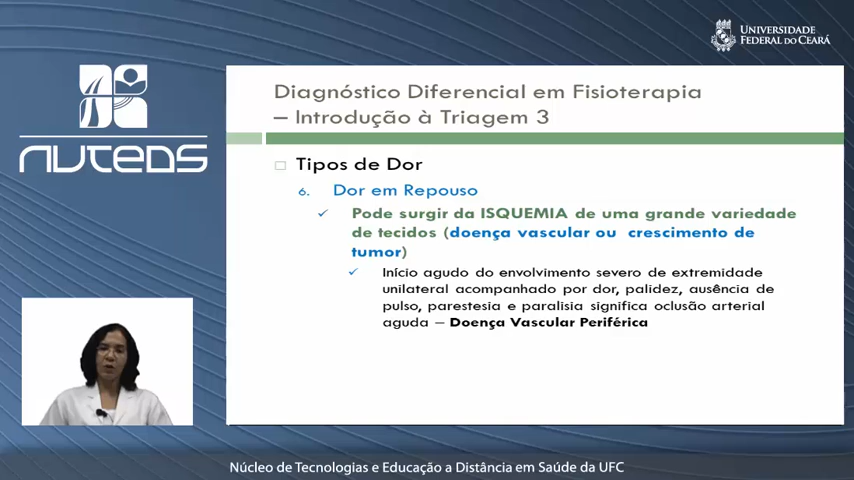 UNIVERSIDADE
FEDERAL DO CEARÁ
NUTEDS
Diagnóstico Diferencial em Fisioterapia
– Introdução à Triagem 3
Tipos de Dor
6. Dor em Repouso
✓ Pode surgir da ISQUEMIA de uma grande variedade
de tecidos (doença vascular ou crescimento de
tumor)
✓ Início agudo do envolvimento severo de extremidade
unilateral acompanhado por dor, palidez, ausência de
pulso, parestesia e paralisia significa oclusão arterial
aguda – Doença Vascular Periférica
Núcleo de Tecnologias e Educação a Distância em Saúde da UFC